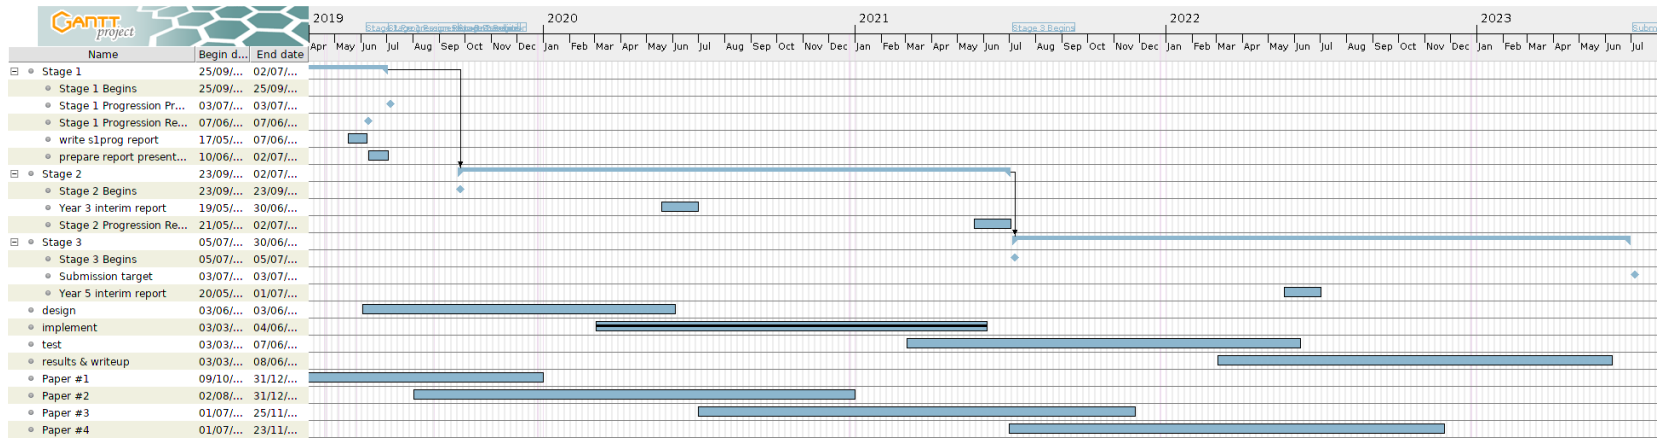 GANTT
project
2019 2020 2021 2022 2023
Stage 3 Begins Subm
Name Begin d... End date Apr May Jun Jul Aug Sep Oct Nov Dec Jan Feb Mar Apr May Jun Jul Aug Sep Oct Nov Dec Jan Feb Mar Apr May Jun Jul Aug Sep Oct Nov Dec Jan Feb Mar Apr May Jun Jul Aug Sep Oct Nov Dec Jan Feb Mar Apr May Jun Jul
Stage 1 25/09/... 02/07/...
Stage 1 Begins 25/09/... 25/09/...
Stage 1 Progression Pr... 03/07/... 03/07/...
Stage 1 Progression Re... 07/06/... 07/06/...
write s1prog report 17/05/... 07/06/...
prepare report present... 10/06/... 02/07/...
Stage 2 23/09/... 02/07/...
Stage 2 Begins 23/09/... 23/09/...
Year 3 interim report 19/05/... 30/06/...
Stage 2 Progression Re... 21/05/... 02/07/...
Stage 3 05/07/... 30/06/...
Stage 3 Begins 05/07/... 05/07/...
Submission target 03/07/... 03/07/...
Year 5 interim report 20/05/... 01/07/...
design 03/06/... 03/06/...
implement 03/03/... 04/06/...
test 03/03/... 07/06/...
results & writeup 03/03/... 08/06/...
Paper #1 09/10/... 31/12/...
Paper #2 02/08/... 31/12/...
Paper #3 01/07/... 25/11/...
Paper #4 01/07/... 23/11/...